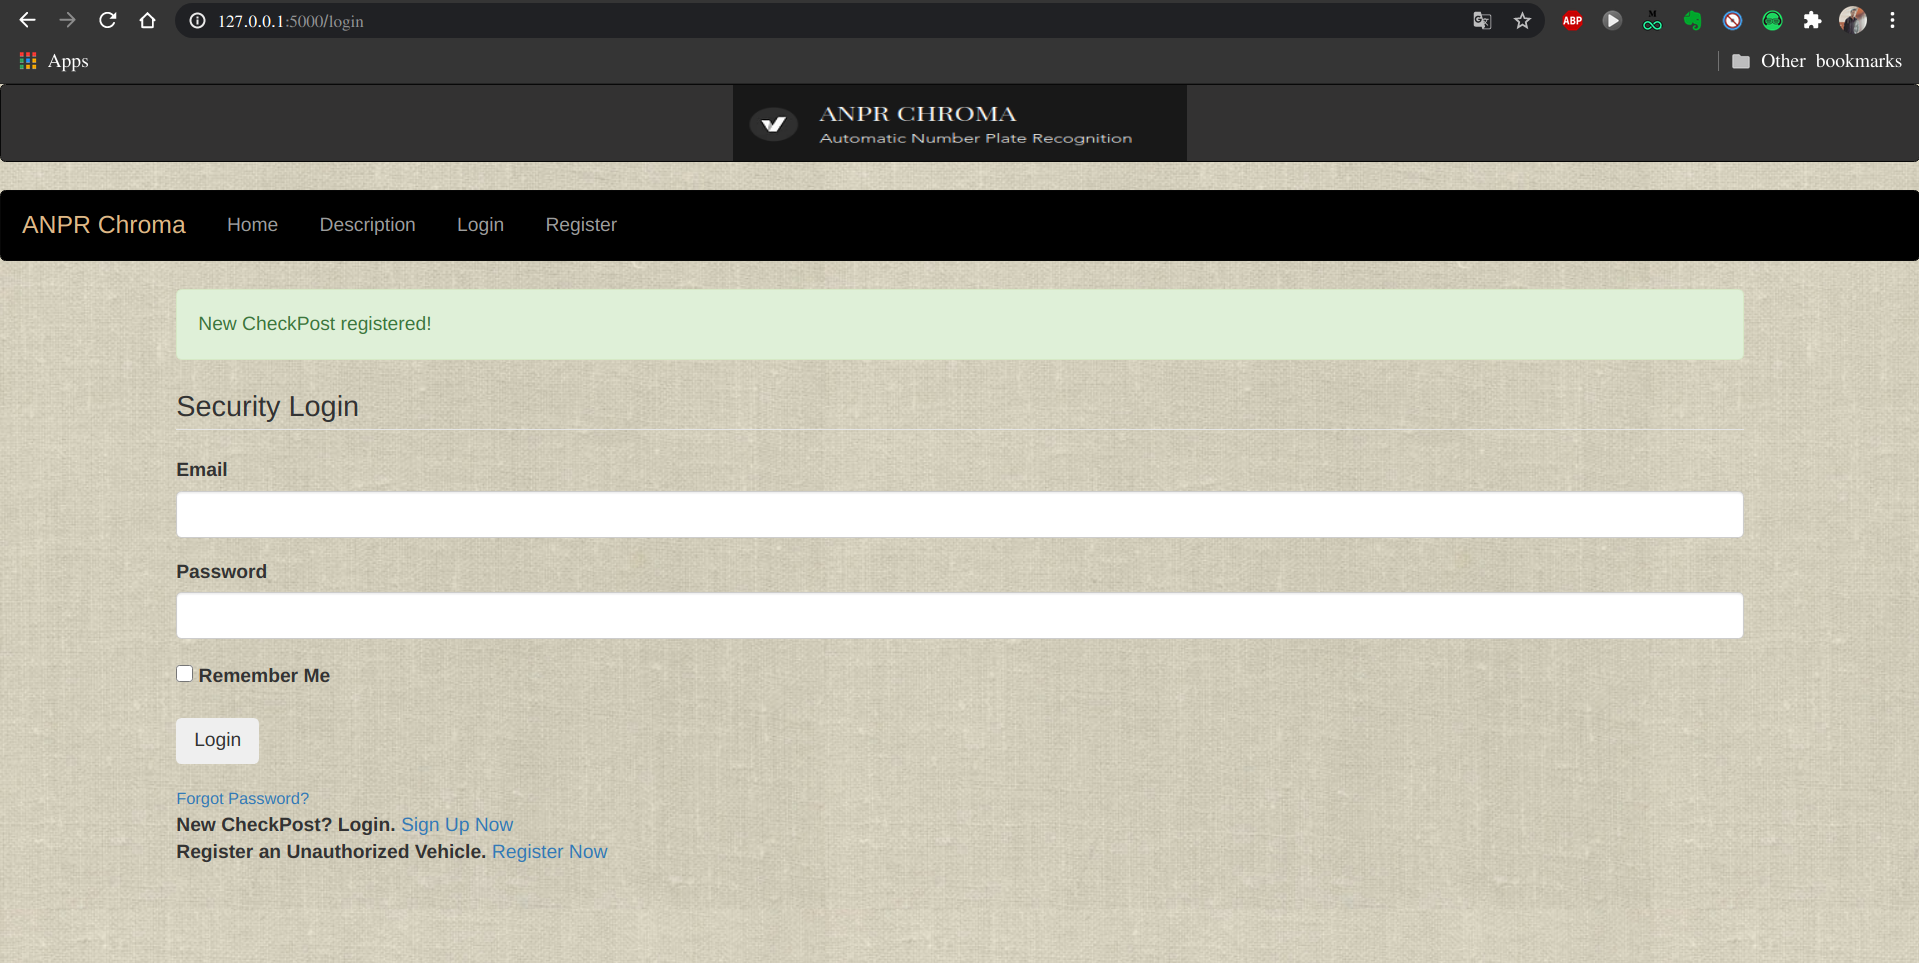 127.0.0.1:5000/login
ABP
M
Apps
Other bookmarks
ANPR CHROMA
Automatic Number Plate Recognition
ANPR Chroma Home Description Login Register
New CheckPost registered!
Security Login
Email
Password
Remember Me
Login
Forgot Password?
New CheckPost? Login. Sign Up Now
Register an Unauthorized Vehicle. Register Now